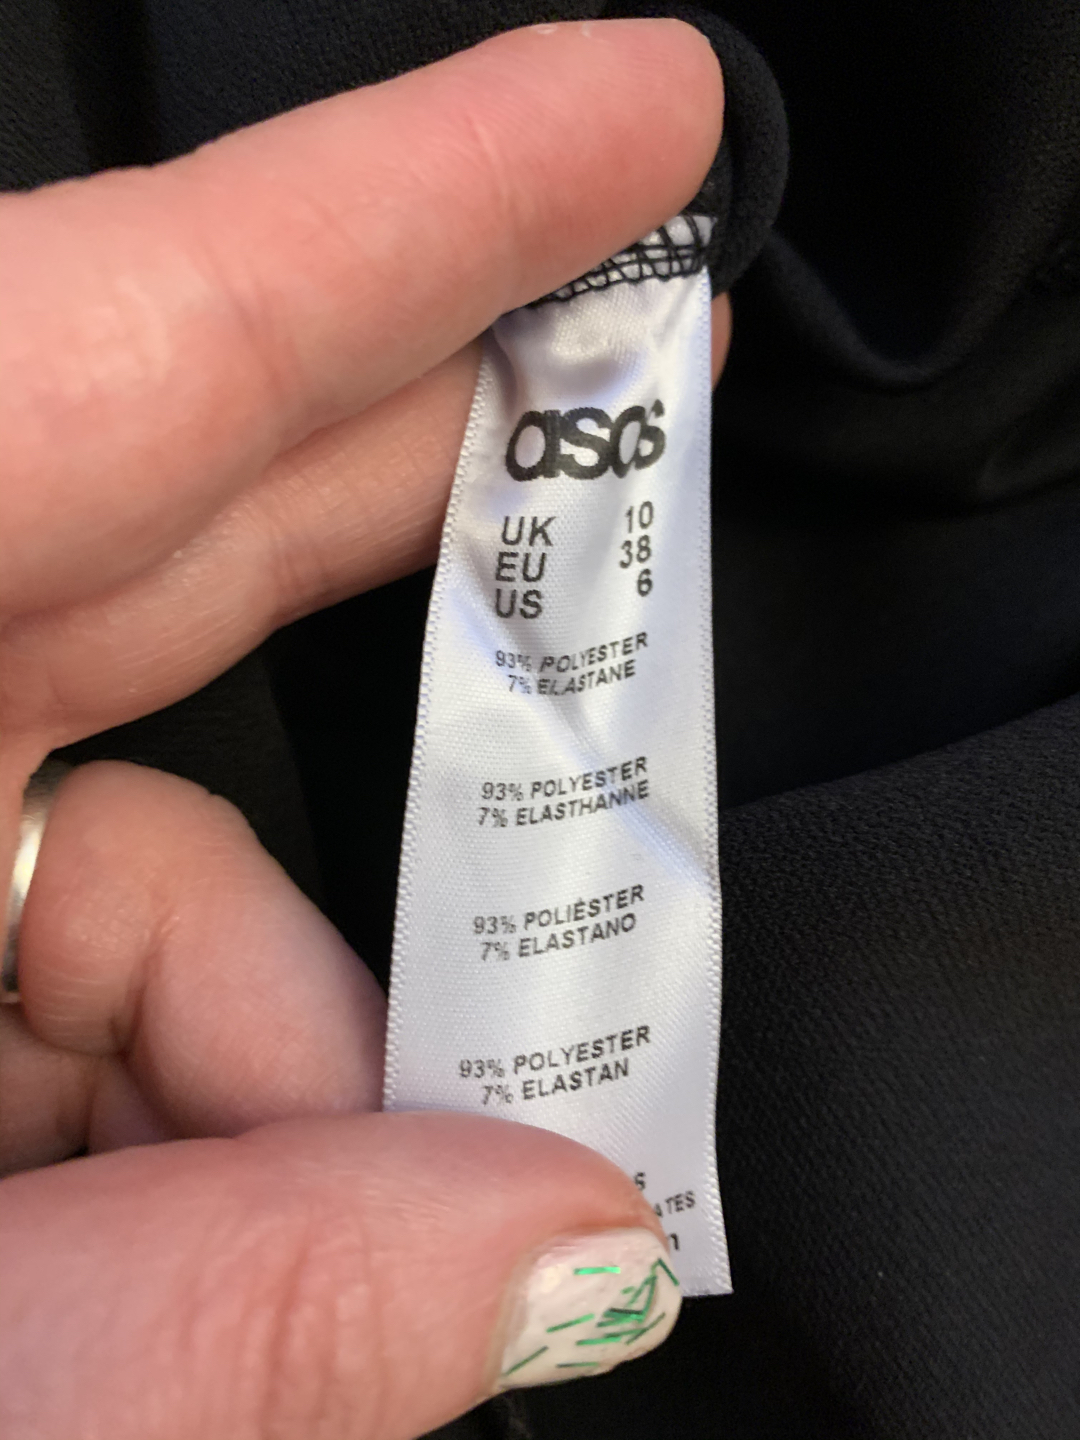 asos
UK 10
EU 38
US 6
93% POLYESTER
7% ELASTANE
93% POLYESTER
7% ELASTHANNE
93% POLIÉSTER
7% ELASTANO
93% POLYESTER
7% ELASTAN